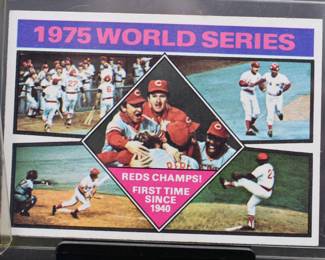 1975 WORLD SERIES
REDS CHAMPS!
FIRST TIME
SINCE
1940